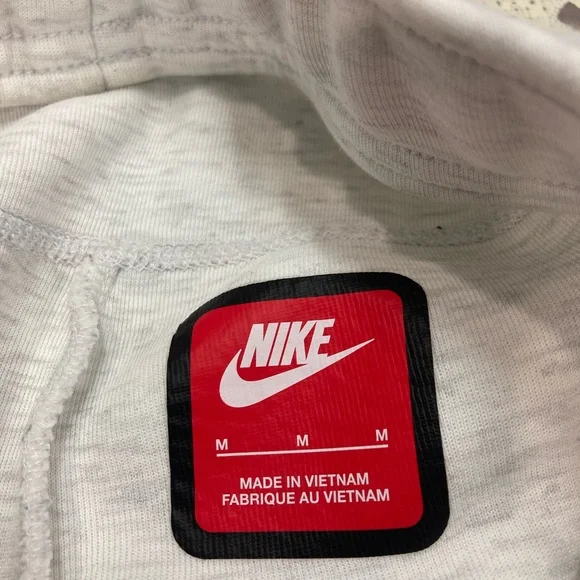 NIKE
M M M
MADE IN VIETNAM
FABRIQUE AU VIETNAM